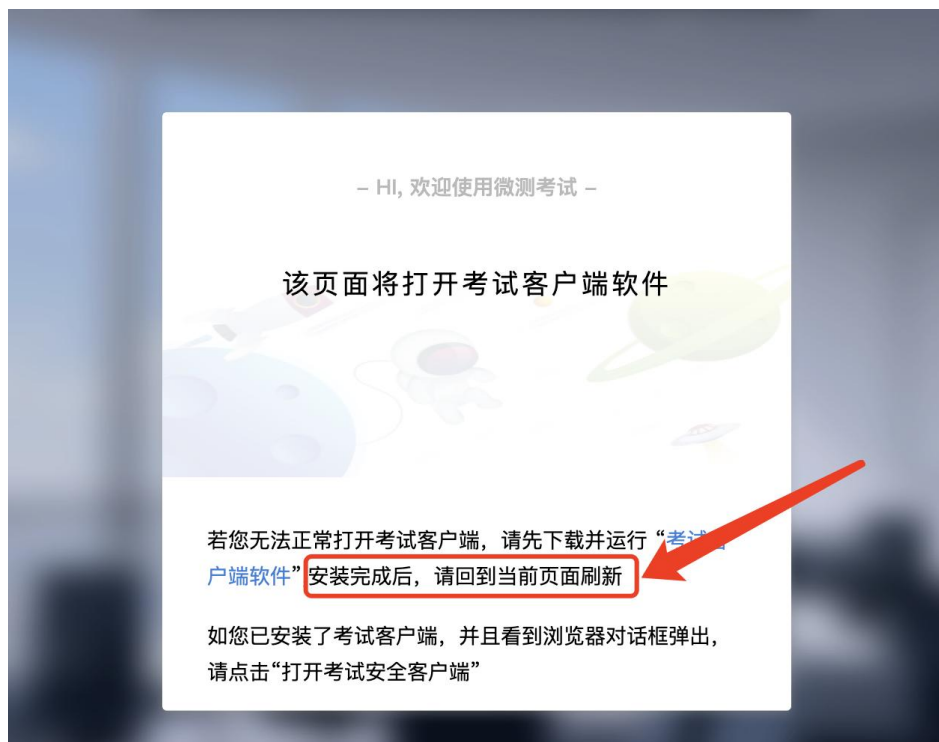 – HI, 欢迎使用微测考试 –
该页面将打开考试客户端软件
若您无法正常打开考试客户端，请先下载并运行“考试客
户端软件”安装完成后，请回到当前页面刷新
如您已安装了考试客户端，并且看到浏览器对话框弹出，
请点击“打开考试安全客户端”